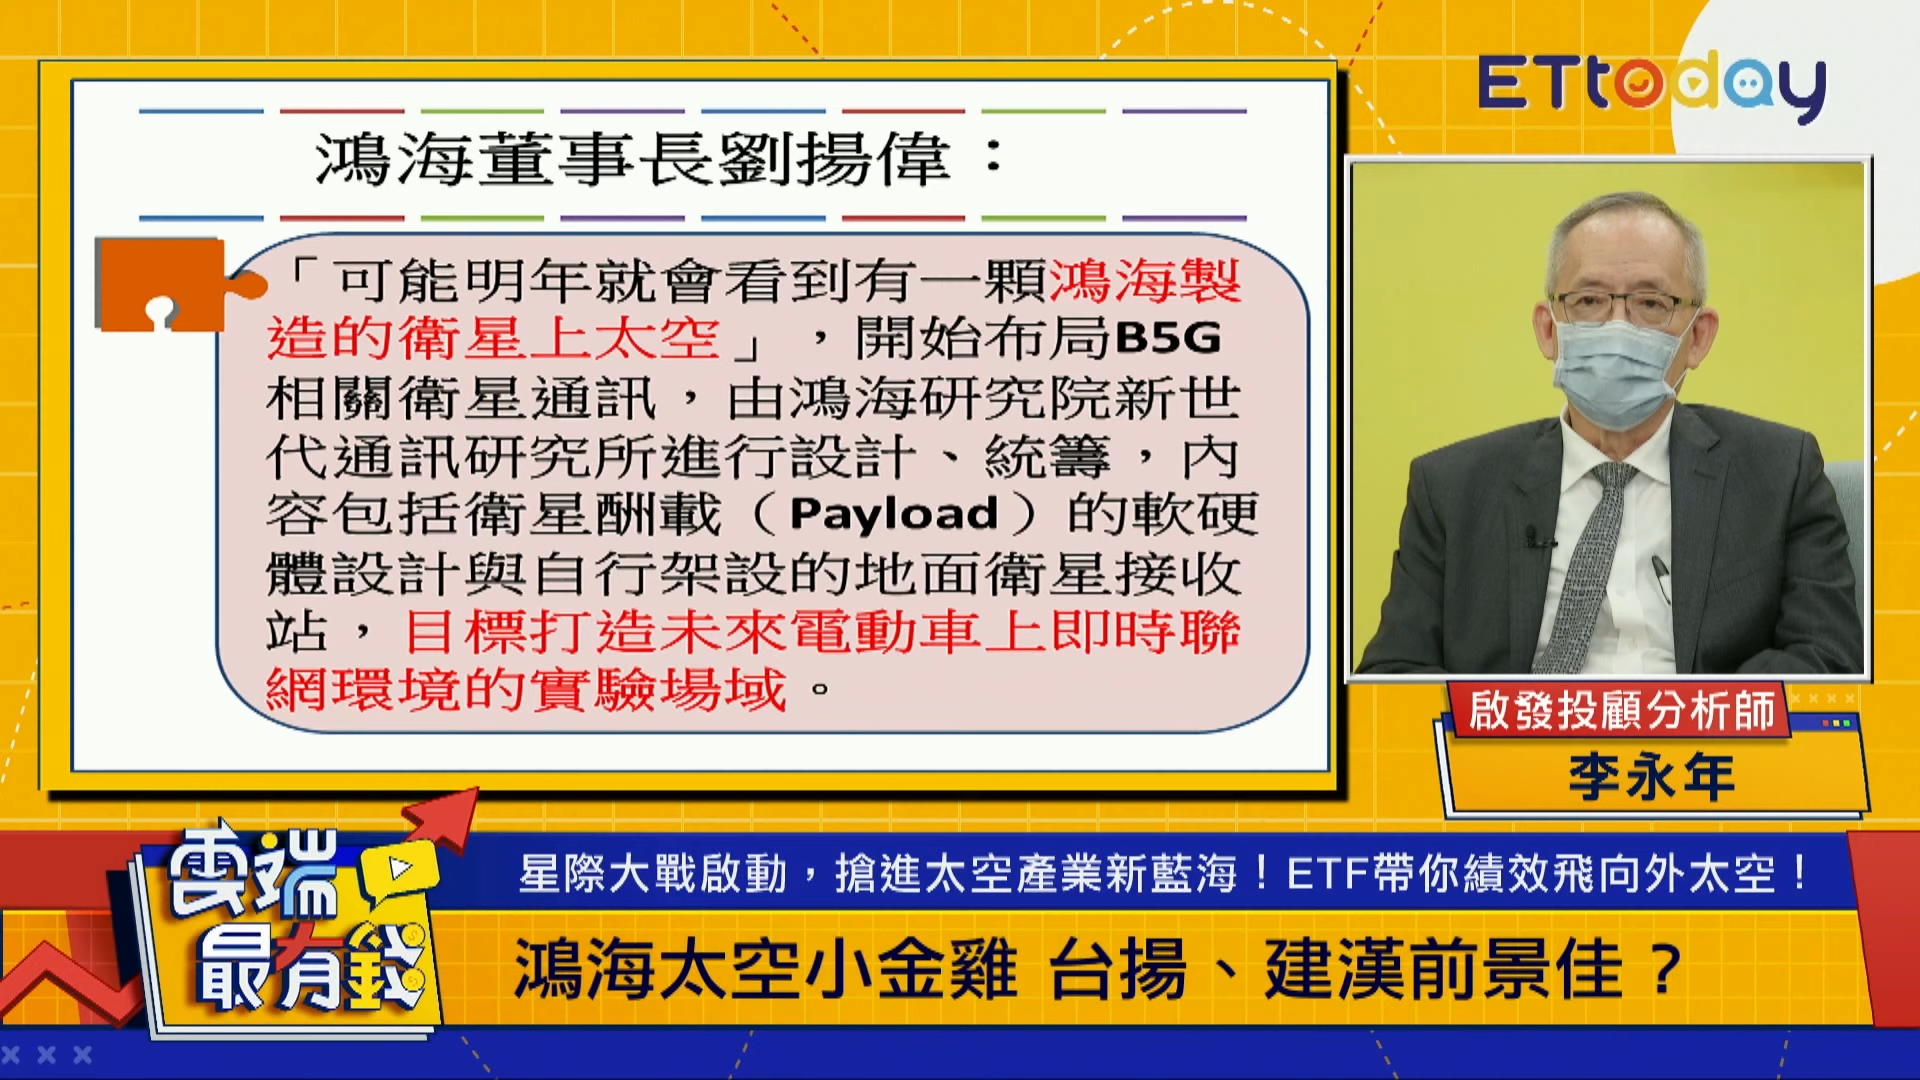 ETtoday
鴻海董事長劉揚偉：
「可能明年就會看到有一顆鴻海製
造的衛星上太空」，開始布局B5G
相關衛星通訊，由鴻海研究院新世
代通訊研究所進行設計、統籌，內
容包括衛星酬載（Payload）的軟硬
體設計與自行架設的地面衛星接收
站，目標打造未來電動車上即時聯
網環境的實驗場域。
啟發投顧分析師
李永年
雲端
最有錢
星際大戰啟動，搶進太空產業新藍海！ETF帶你績效飛向外太空！
鴻海太空小金雞 台揚、建漢前景佳？